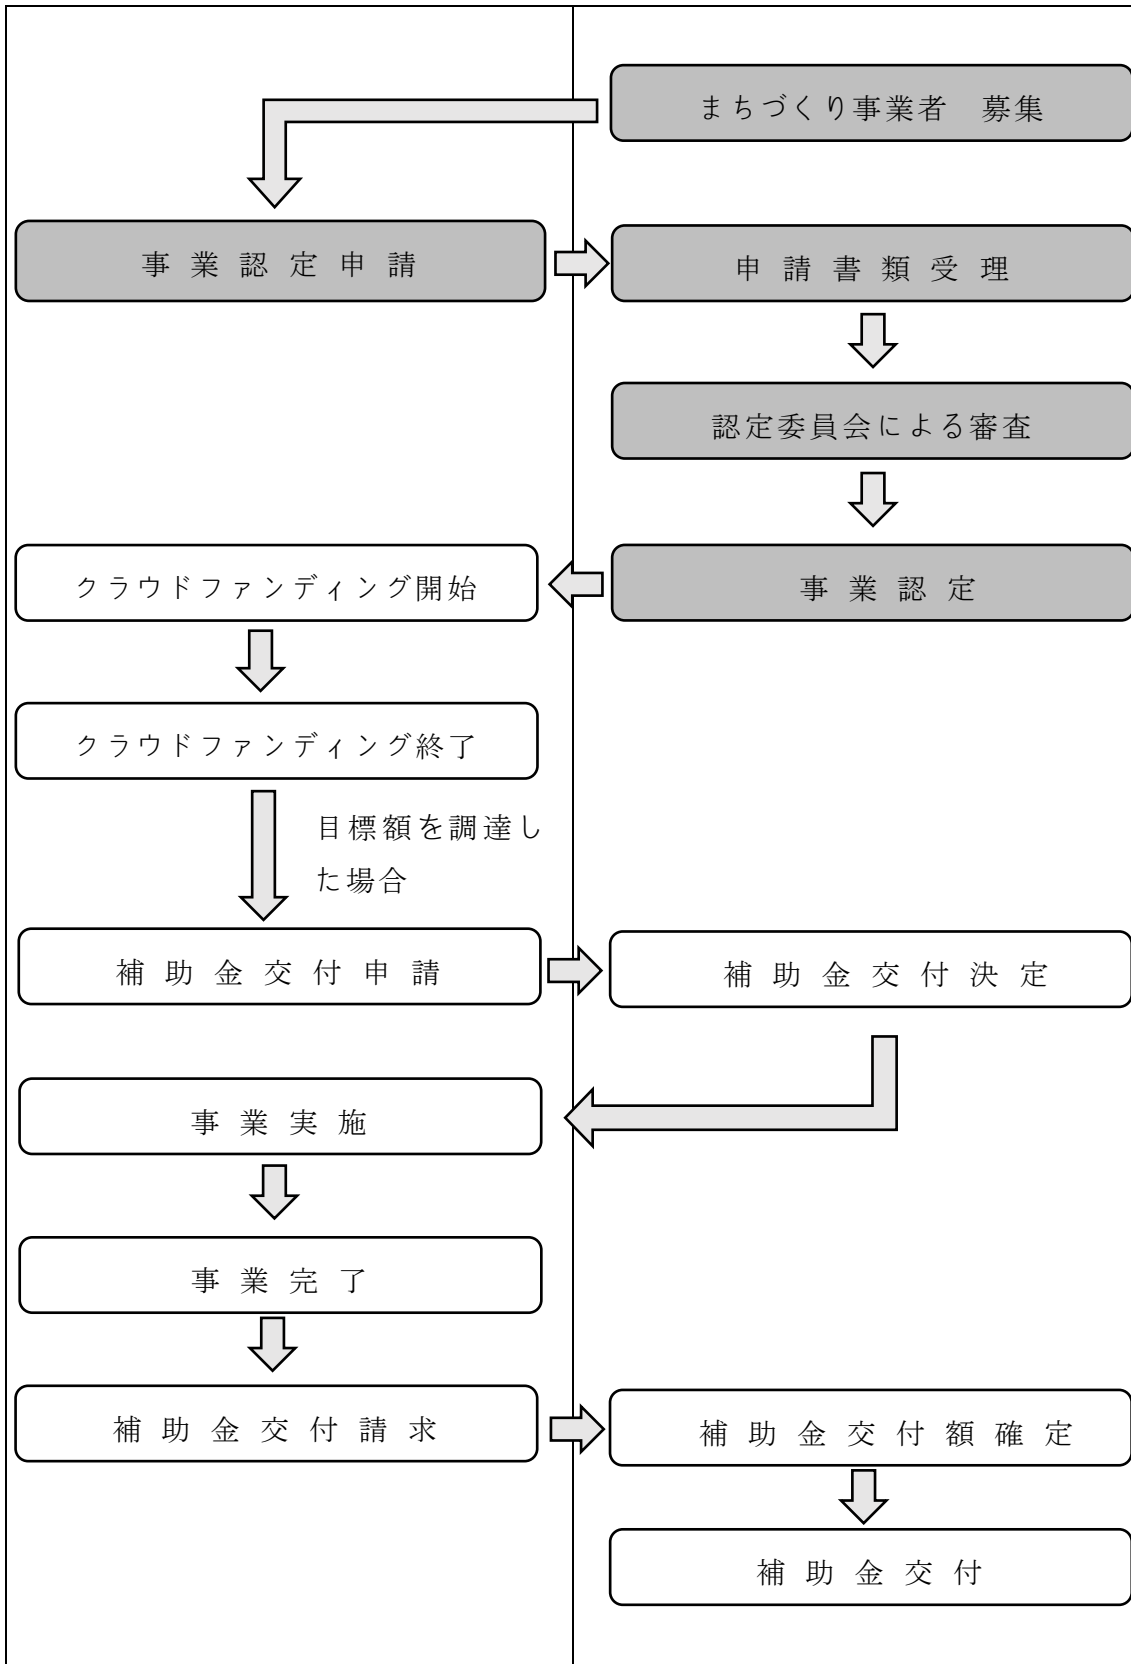 まちづくり事業者　募集
事業認定申請
申請書類受理
認定委員会による審査
クラウドファンディング開始
事業認定
クラウドファンディング終了
目標額を調達し
た場合
補助金交付申請
補助金交付決定
事業実施
事業完了
補助金交付請求
補助金交付額確定
補助金交付